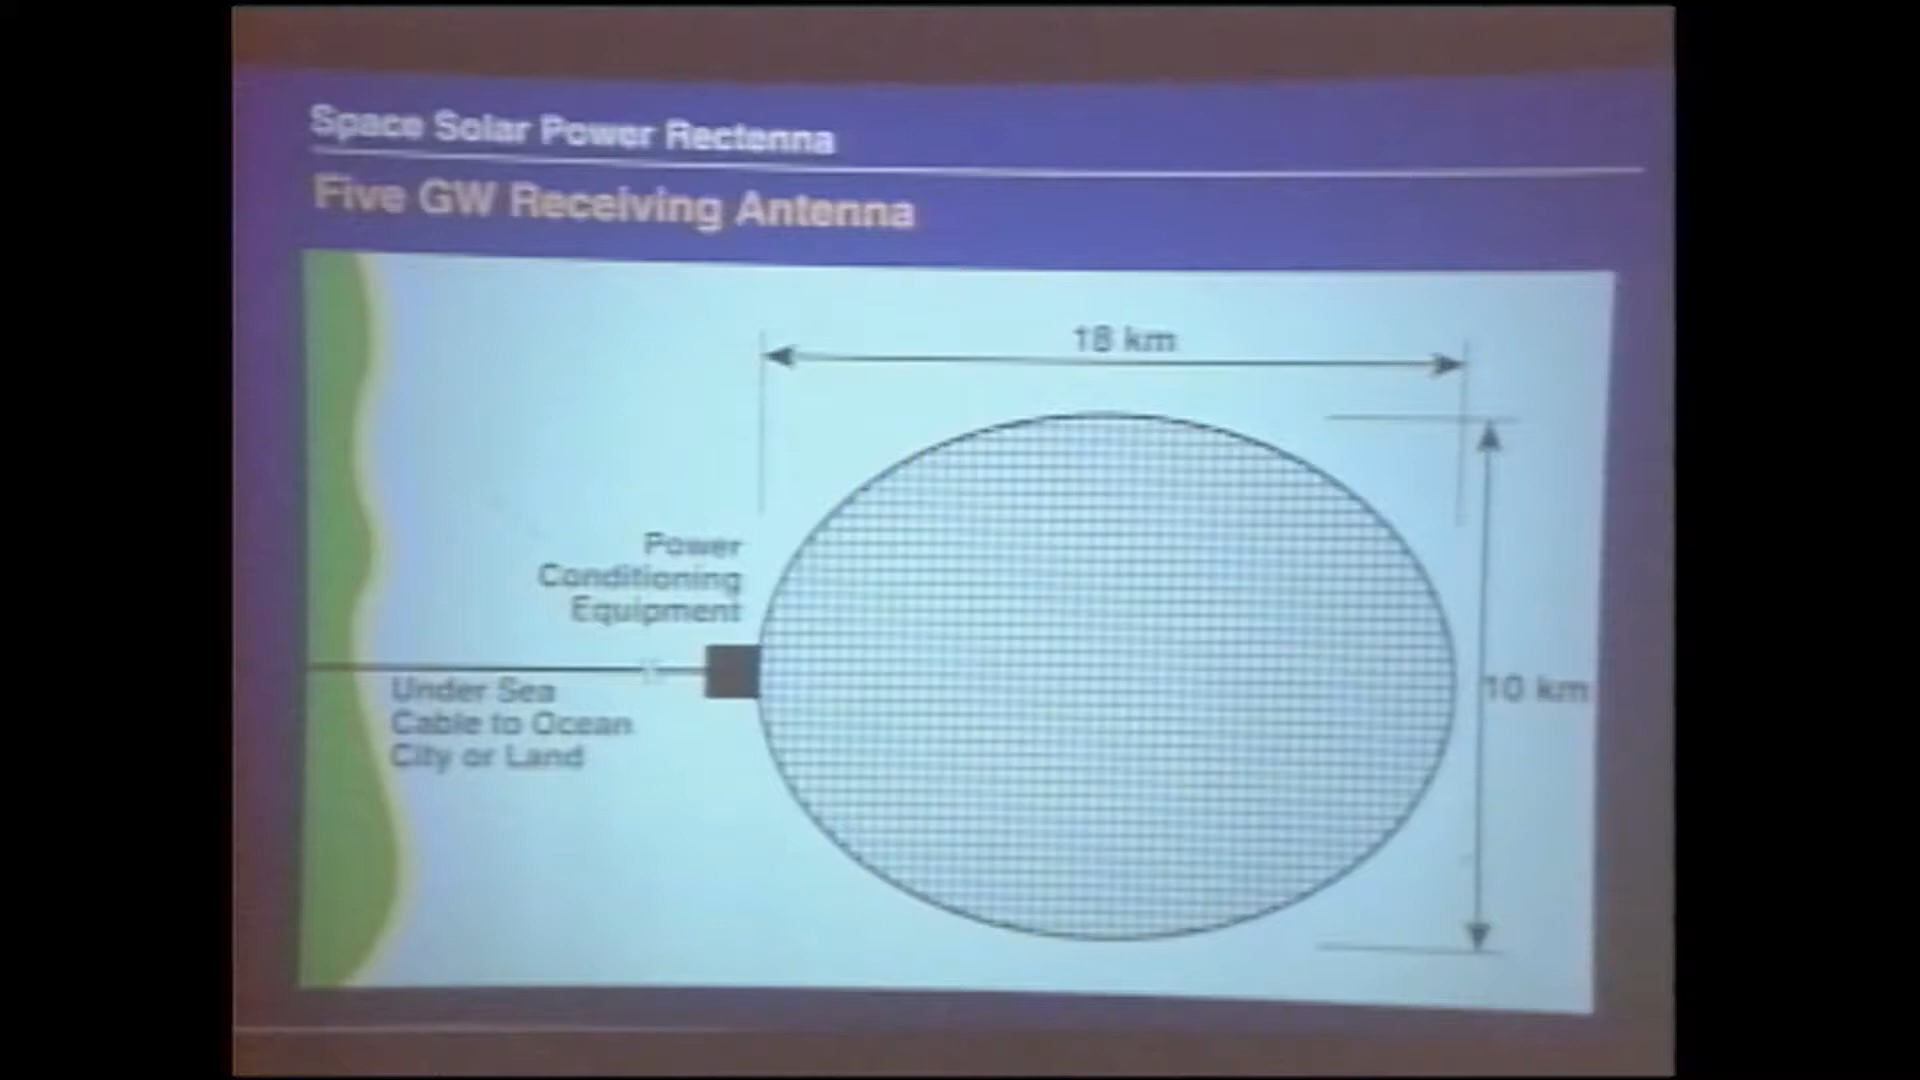 Space Solar Power Rectenna
Five GW Receiving Antenna
18 km
Power
Conditioning
Equipment
10 km
Under Sea
Cable to Ocean
City or Land